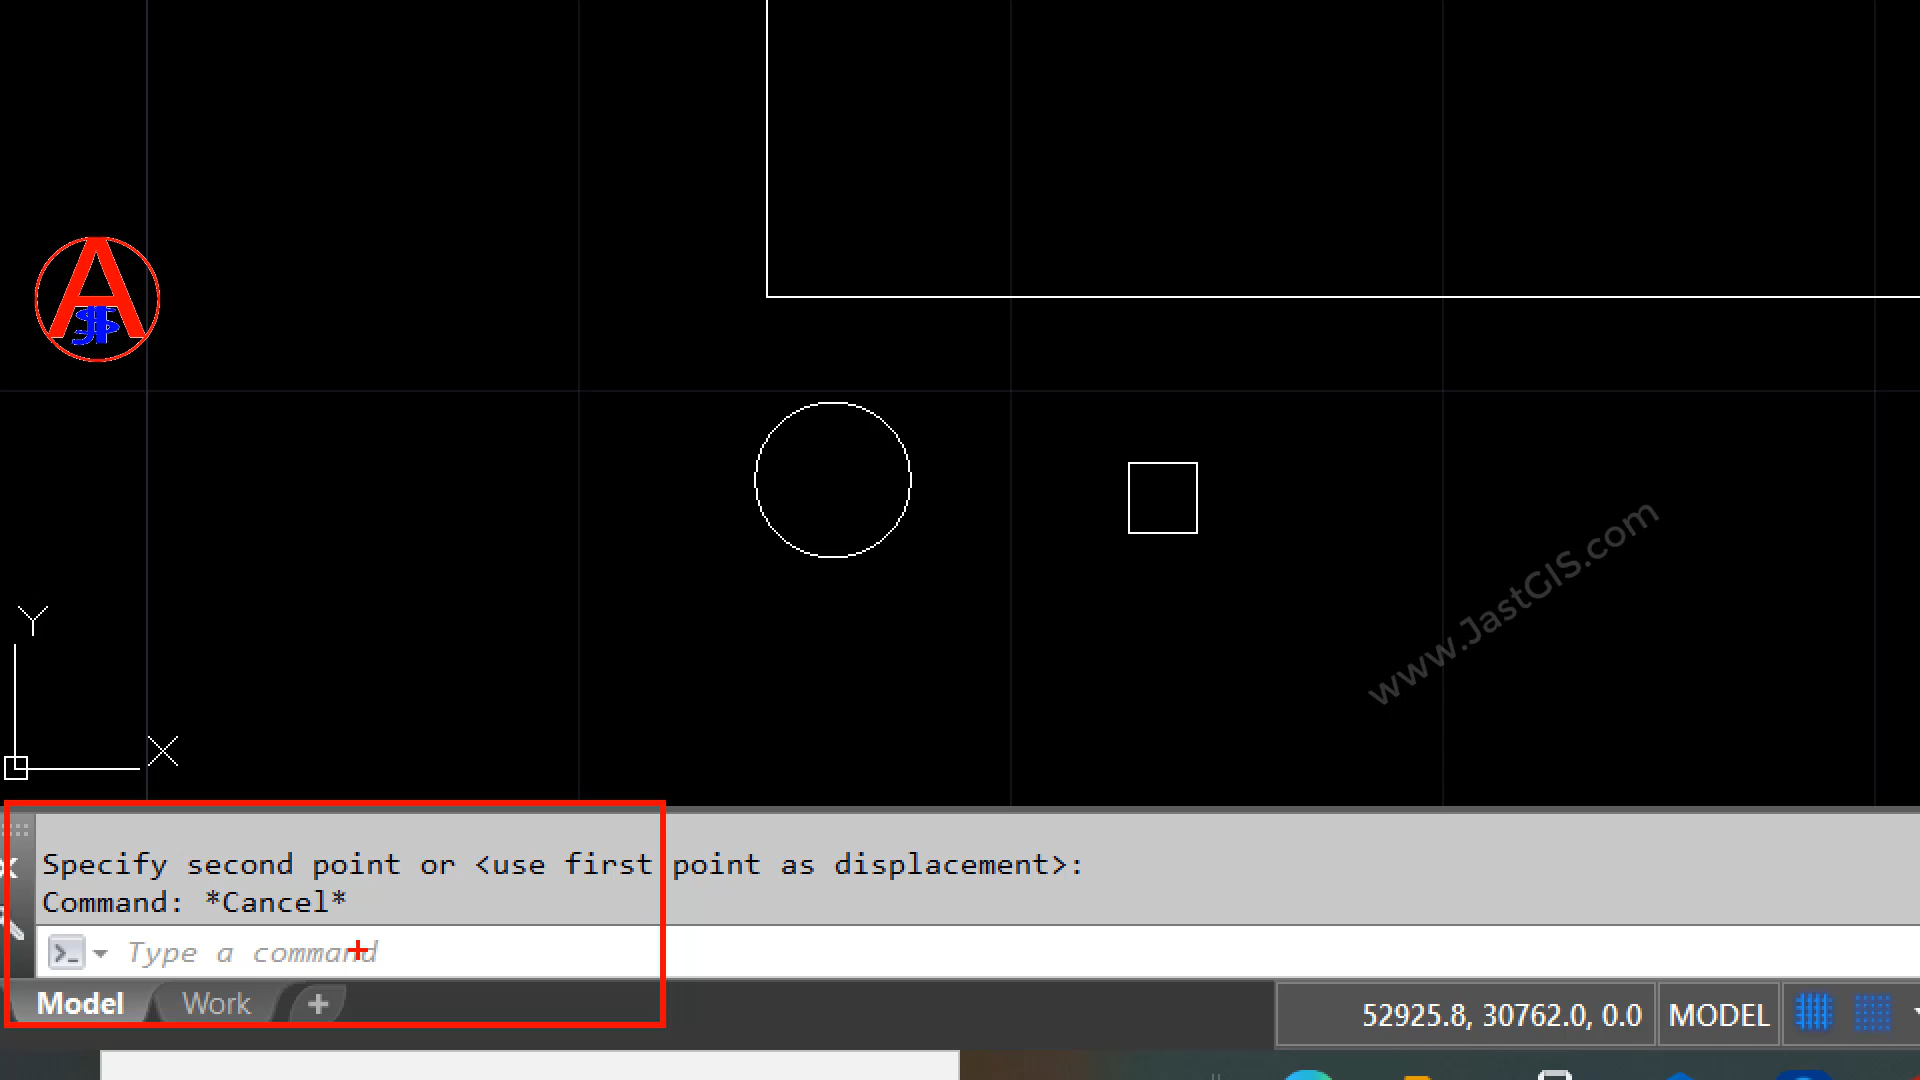 A
Y
X
www.JastGIS.com
Specify second point or <use first point as displacement>:
Command: *Cancel*
Type a command
Model Work +
52925.8, 30762.0, 0.0 MODEL